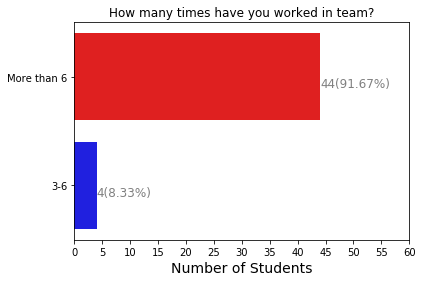 How many times have you worked in team?
More than 6
44(91.67%)
3-6
4(8.33%)
0 5 10 15 20 25 30 35 40 45 50 55 60
Number of Students